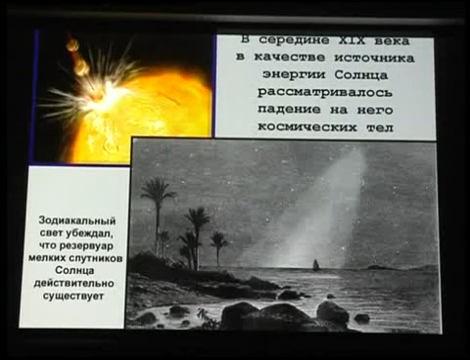 В середине XIX века
в качестве источника
энергии Солнца
рассматривалось
падение на него
космических тел
Зодиакальный
свет убеждал,
что резервуар
мелких спутников
Солнца
действительно
существует